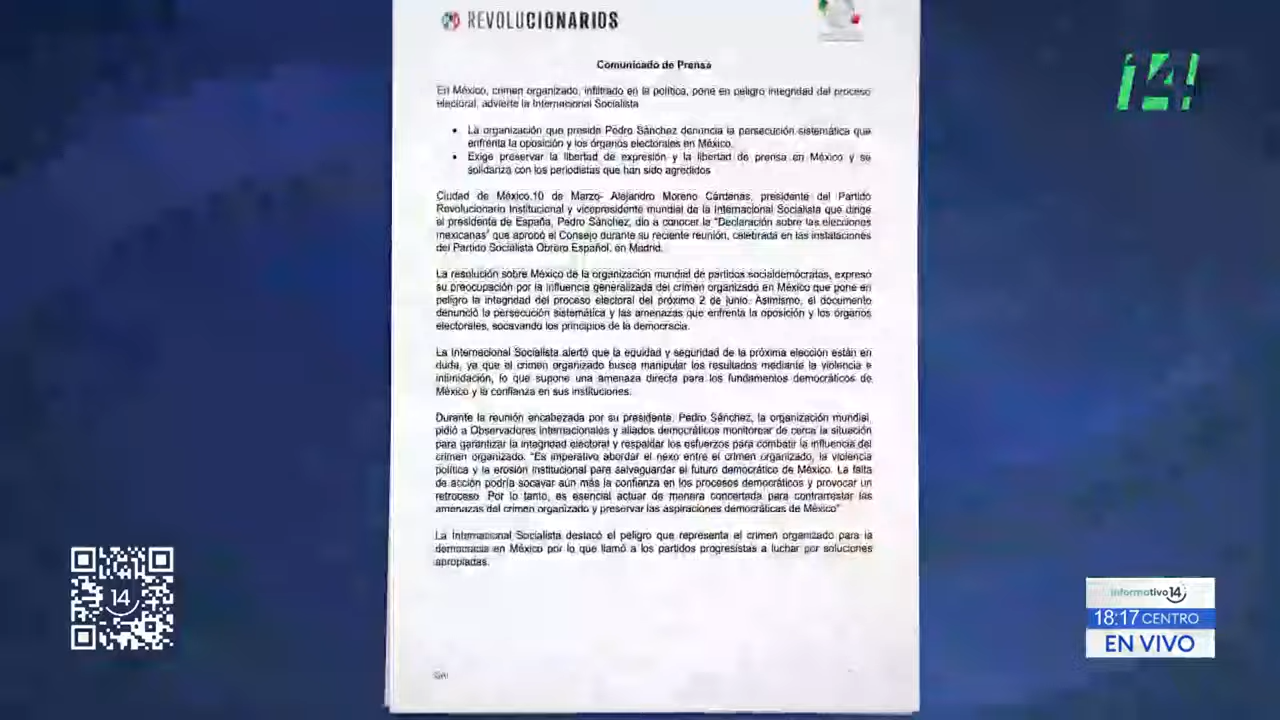 REVOLUCIONARIOS
Comunicado de Prensa
En México, crimen organizado, infiltrado en la política, pone en peligro integridad del proceso
electoral, advierte la Internacional Socialista
• La organización que preside Pedro Sánchez denuncia la persecución sistemática que
enfrenta la oposición y los órganos electorales en México.
• Exige preservar la libertad de expresión y la libertad de prensa en México y se
solidariza con los periodistas que han sido agredidos
Ciudad de México.10 de Marzo- Alejandro Moreno Cárdenas, presidente del Partido
Revolucionario Institucional y vicepresidente mundial de la Internacional Socialista que dirige
el presidente de España, Pedro Sánchez, dio a conocer la "Declaración sobre las elecciones
mexicanas" que aprobó el Consejo durante su reciente reunión, celebrada en las instalaciones
del Partido Socialista Obrero Español, en Madrid.
La resolución sobre México de la organización mundial de partidos socialdemócratas, expresó
su preocupación por la influencia generalizada del crimen organizado en México que pone en
peligro la integridad del proceso electoral del próximo 2 de junio. Asimismo, el documento
denunció la persecución sistemática y las amenazas que enfrenta la oposición y los órganos
electorales, socavando los principios de la democracia.
La Internacional Socialista alertó que la equidad y seguridad de la próxima elección están en
duda, ya que el crimen organizado busca manipular los resultados mediante la violencia e
intimidación, lo que supone una amenaza directa para los fundamentos democráticos de
México y la confianza en sus instituciones.
Durante la reunión encabezada por su presidente, Pedro Sánchez, la organización mundial,
pidió a Observadores internacionales y aliados democráticos monitorear de cerca la situación
para garantizar la integridad electoral y respaldar los esfuerzos para combatir la influencia del
crimen organizado. "Es imperativo abordar el nexo entre el crimen organizado, la violencia
política y la erosión institucional para salvaguardar el futuro democrático de México. La falta
de acción podría socavar aún más la confianza en los procesos democráticos y provocar un
retroceso. Por lo tanto, es esencial actuar de manera concertada para contrarrestar las
amenazas del crimen organizado y preservar las aspiraciones democráticas de México"
La Internacional Socialista destacó el peligro que representa el crimen organizado para la
democracia en México por lo que llamó a los partidos progresistas a luchar por soluciones
apropiadas.
14
14
informativo 14
18:17 CENTRO
EN VIVO